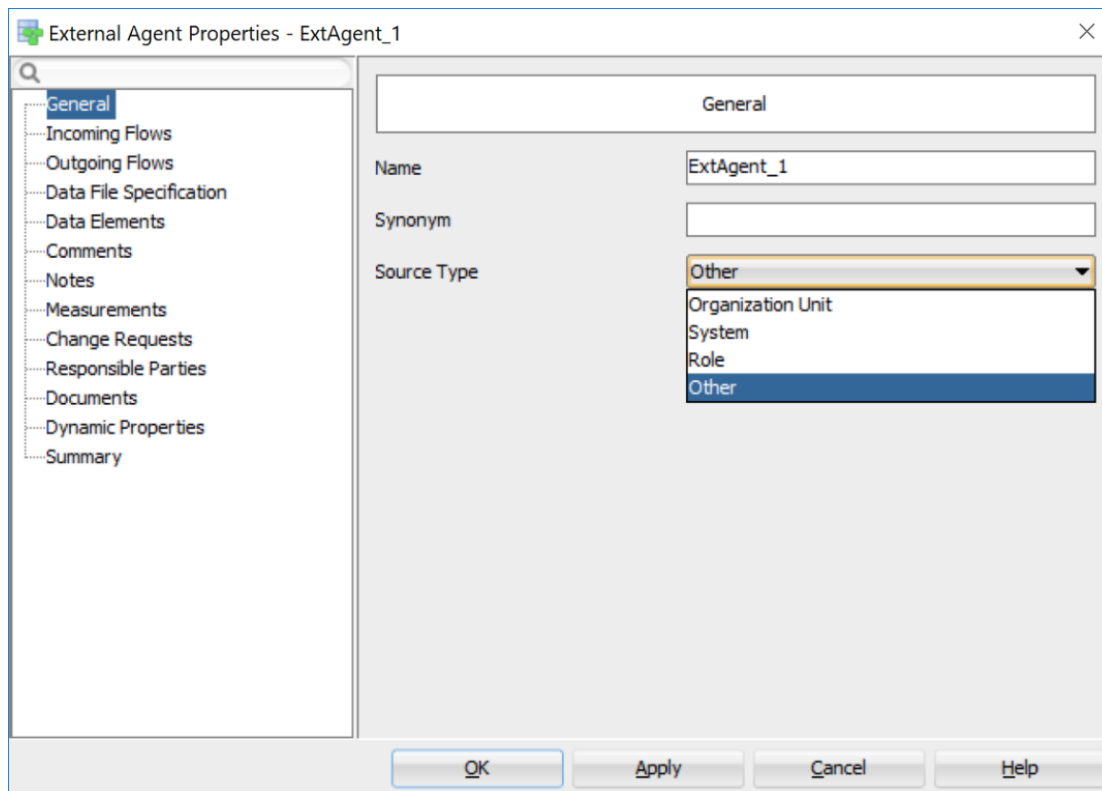 External Agent Properties - ExtAgent_1
General
Incoming Flows
Outgoing Flows
Data File Specification
Data Elements
Comments
Notes
Measurements
Change Requests
Responsible Parties
Documents
Dynamic Properties
Summary
General
Name
ExtAgent_1
Synonym
Source Type
Other
Organization Unit
System
Role
Other
OK
Apply
Cancel
Help